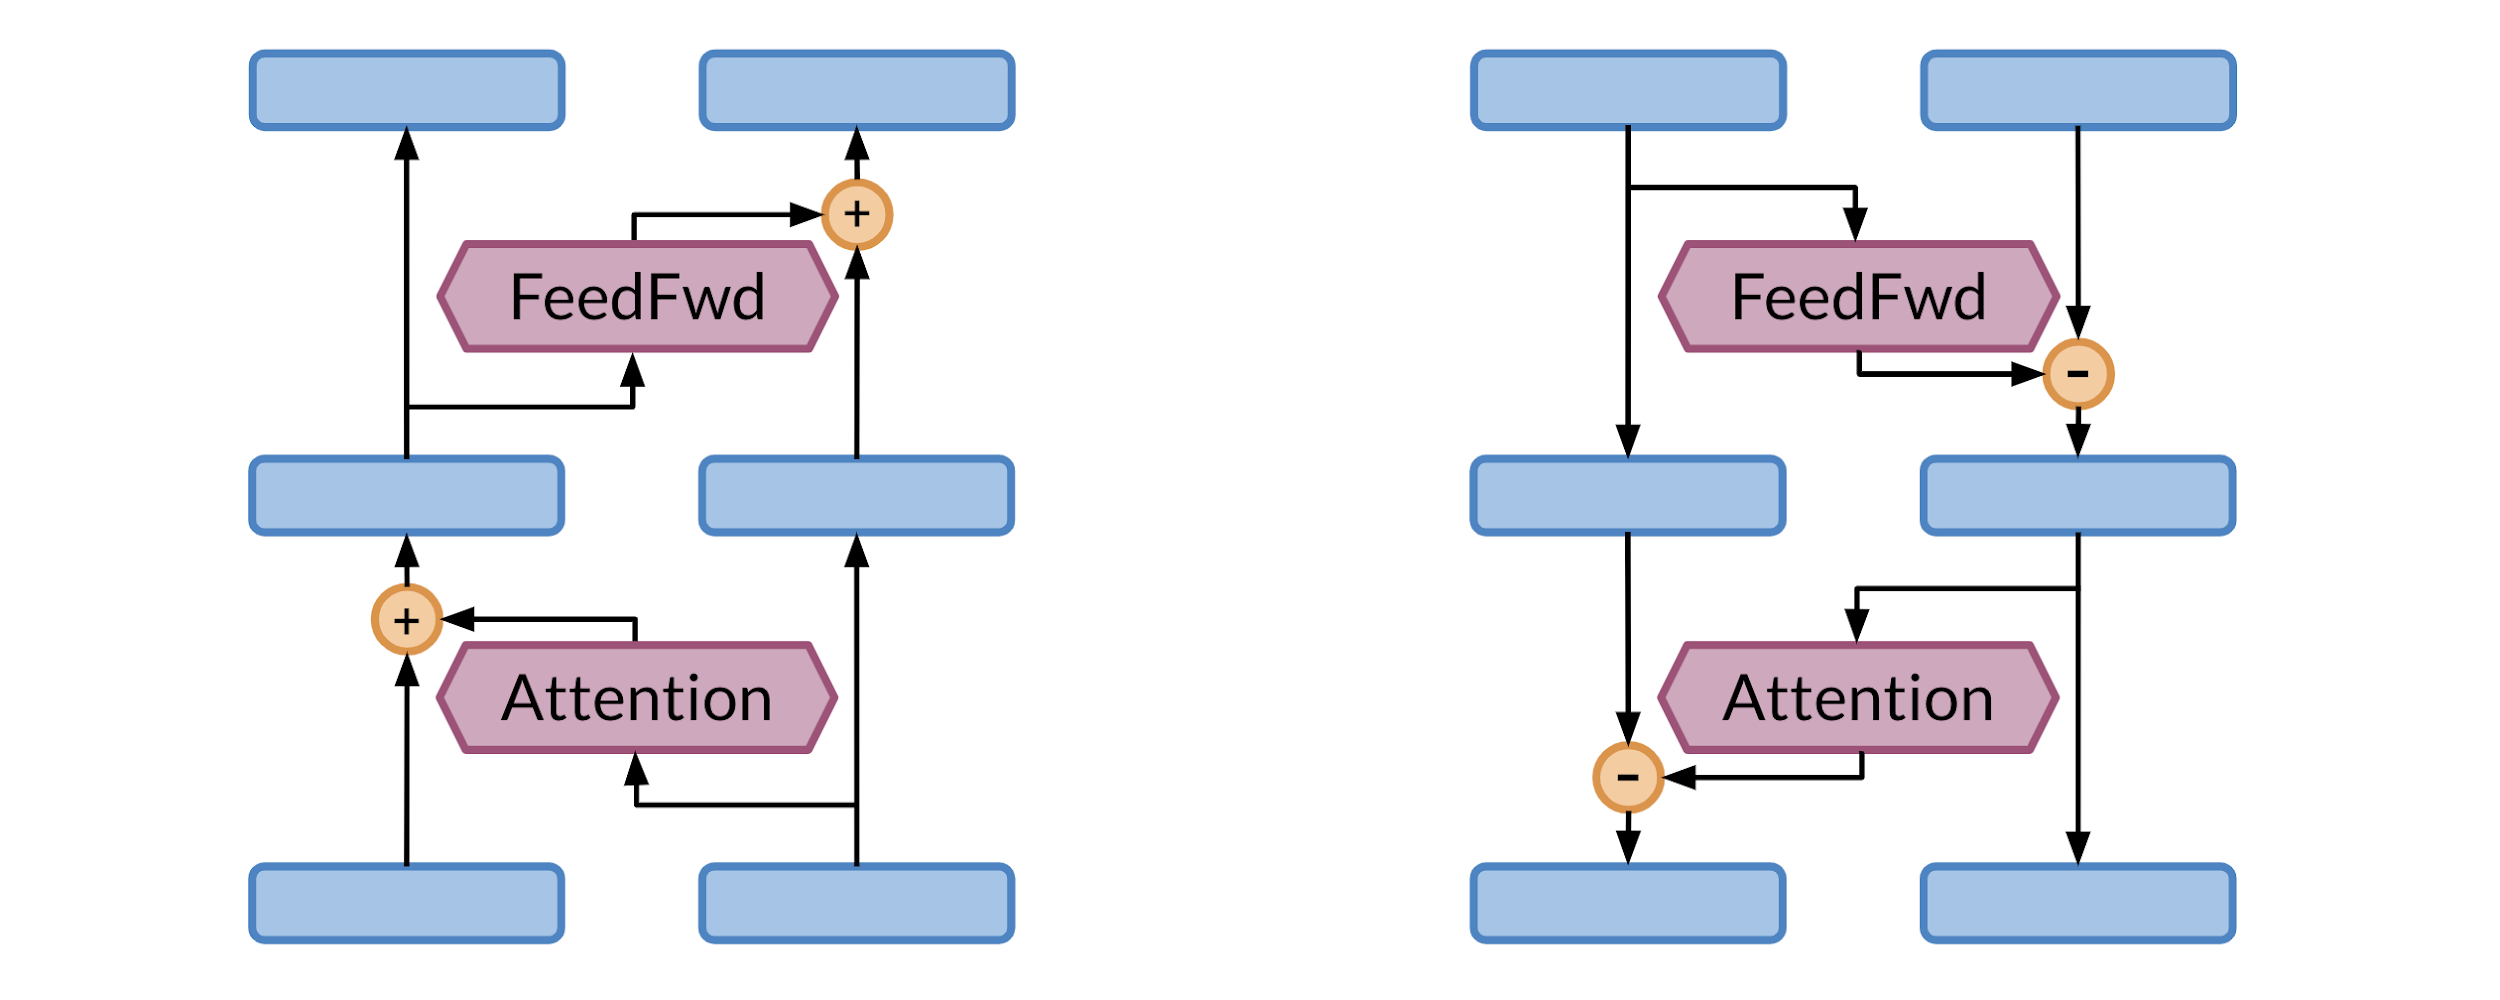 +
FeedFwd
FeedFwd
-
+
Attention
Attention
-